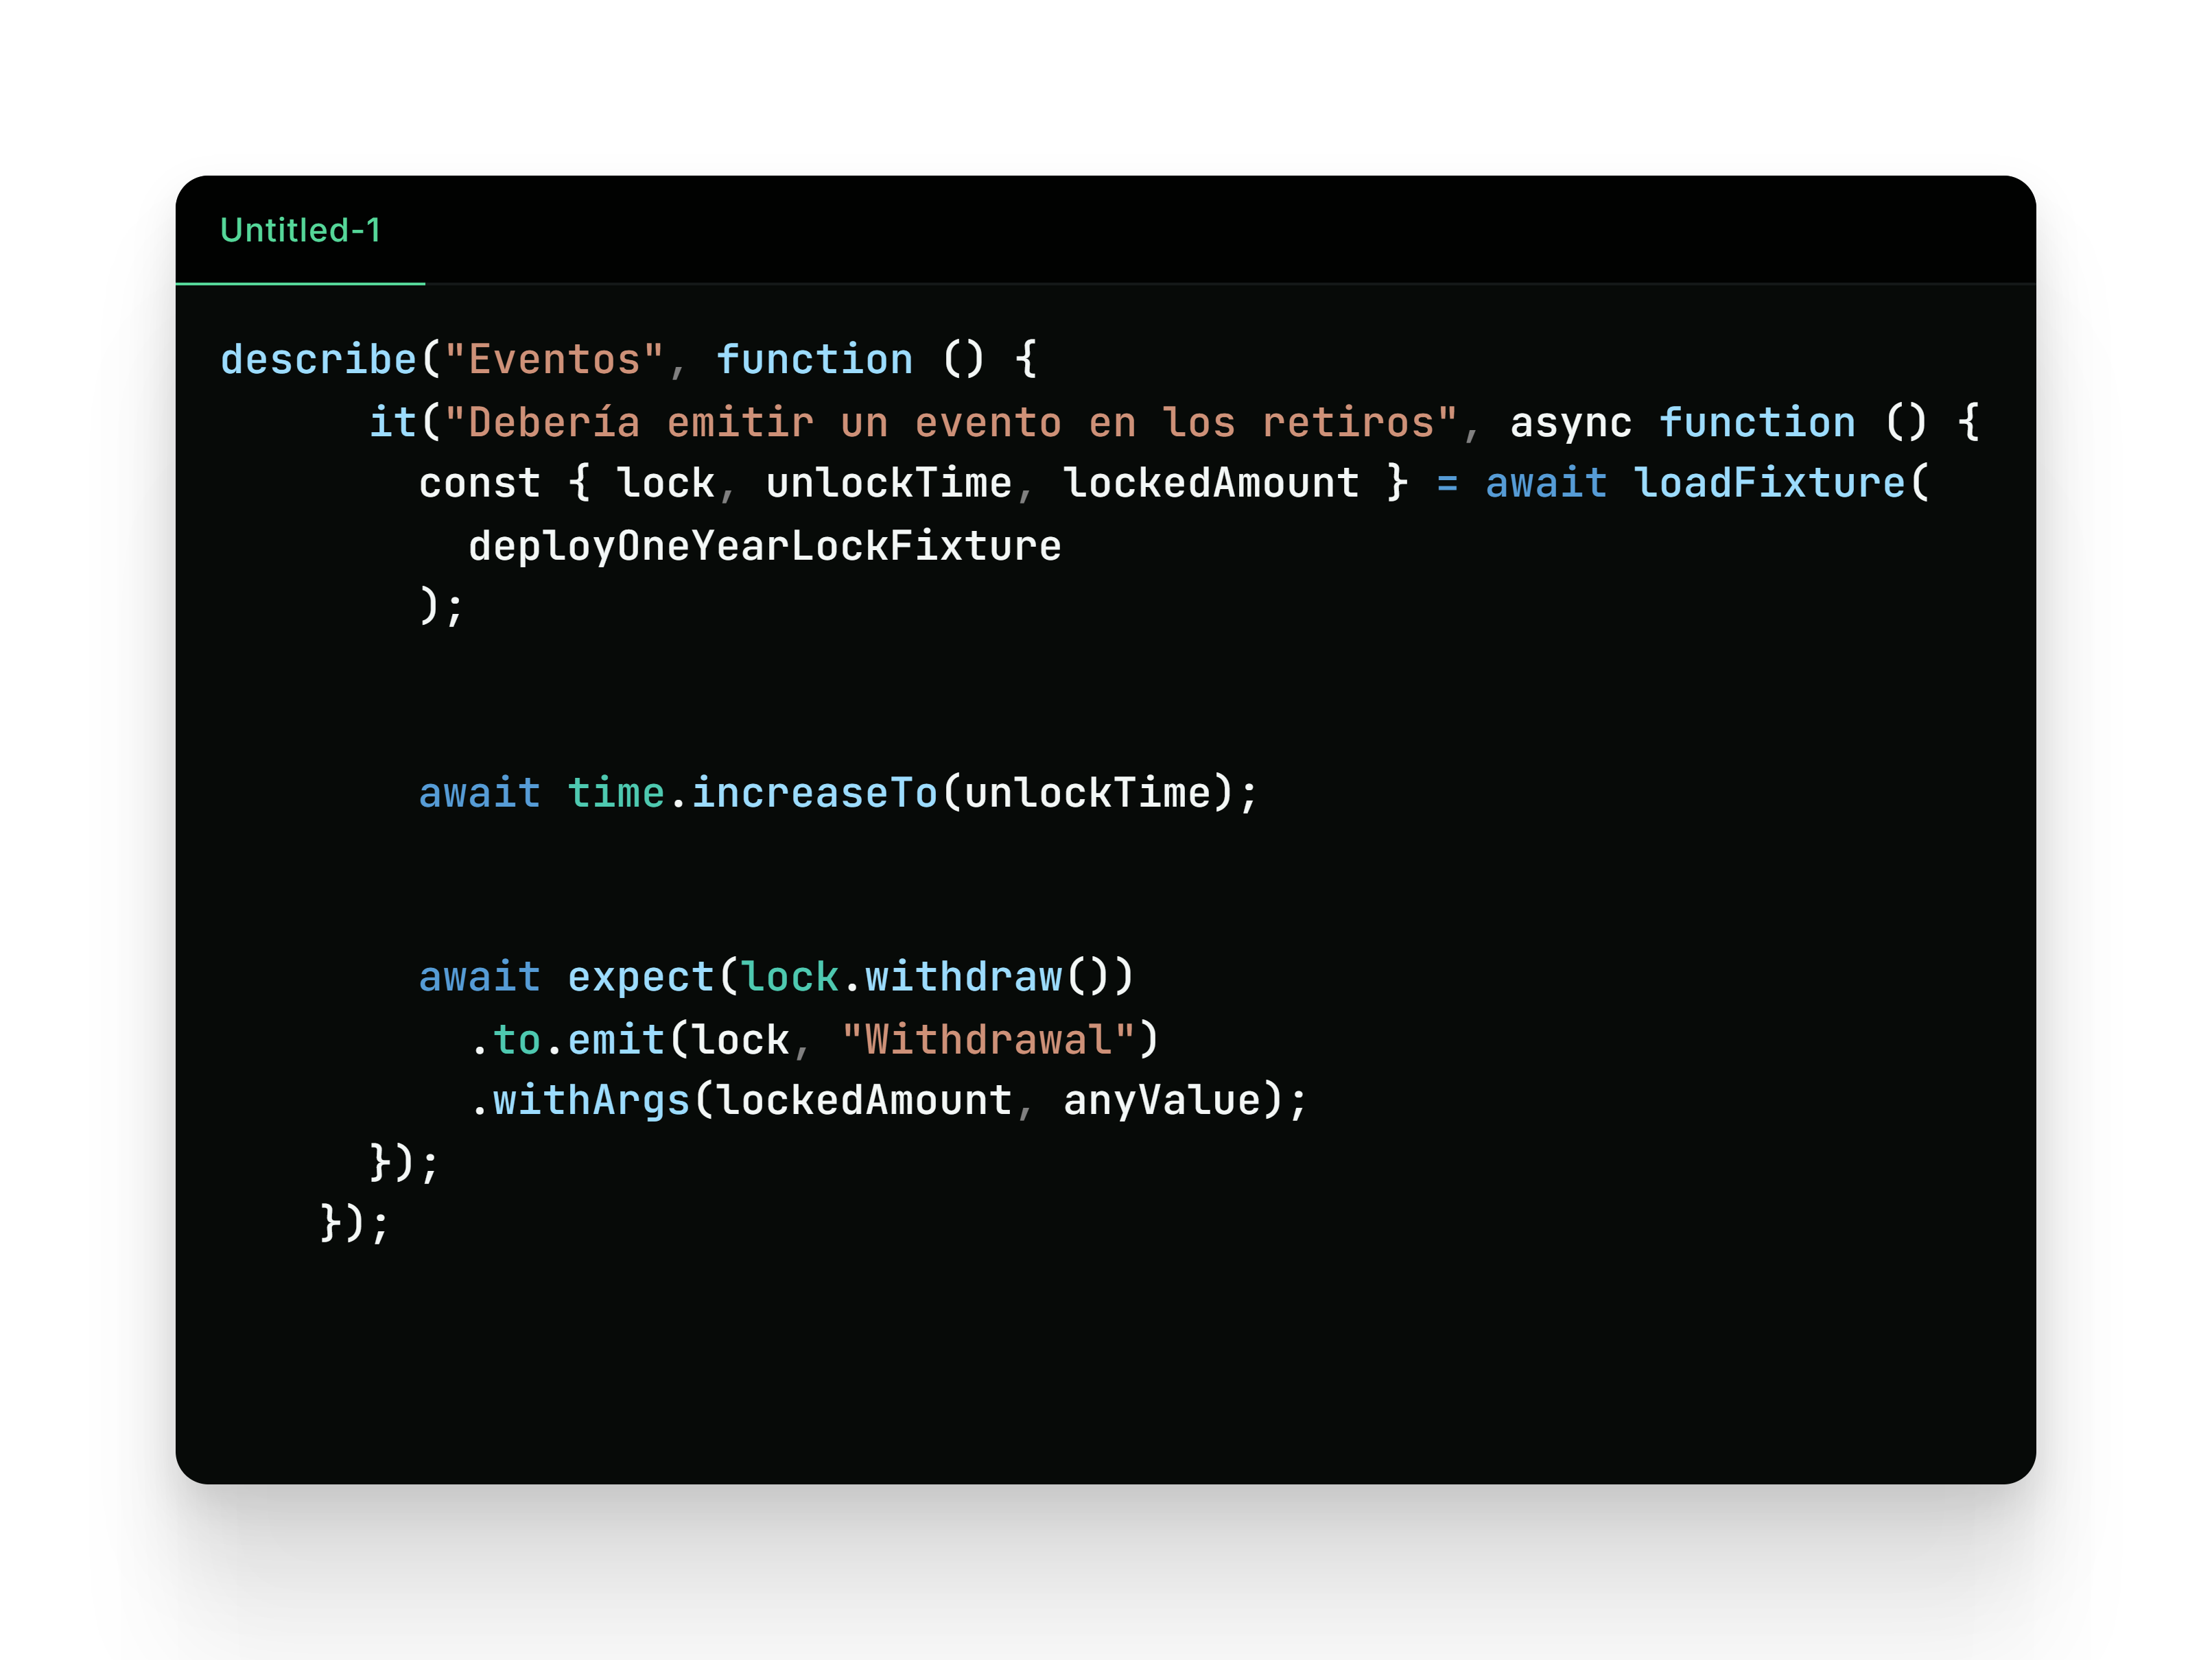 Untitled-1
describe("Eventos", function () {
      it("Debería emitir un evento en los retiros", async function () {
        const { lock, unlockTime, lockedAmount } = await loadFixture(
          deployOneYearLockFixture
        );
        await time.increaseTo(unlockTime);
        await expect(lock.withdraw())
          .to.emit(lock, "Withdrawal")
          .withArgs(lockedAmount, anyValue);
      });
    });